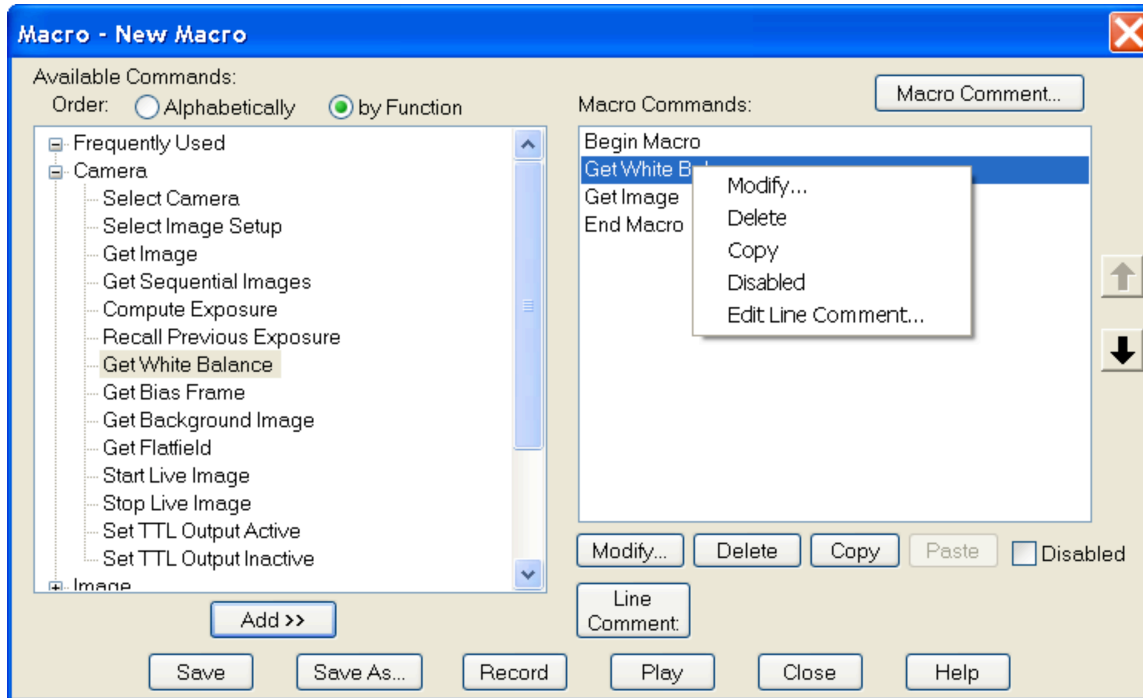 Macro - New Macro
Available Commands:
Order: Alphabetically by Function
Frequently Used
Camera
Select Camera
Select Image Setup
Get Image
Get Sequential Images
Compute Exposure
Recall Previous Exposure
Get White Balance
Get Bias Frame
Get Background Image
Get Flatfield
Start Live Image
Stop Live Image
Set TTL Output Active
Set TTL Output Inactive
Image
Add >>
Macro Commands:
Macro Comment...
Begin Macro
Get White
Get Image
End Macro
Modify...
Delete
Copy
Disabled
Edit Line Comment...
Modify... Delete Copy Paste Disabled
Line
Comment:
Save Save As... Record Play Close Help